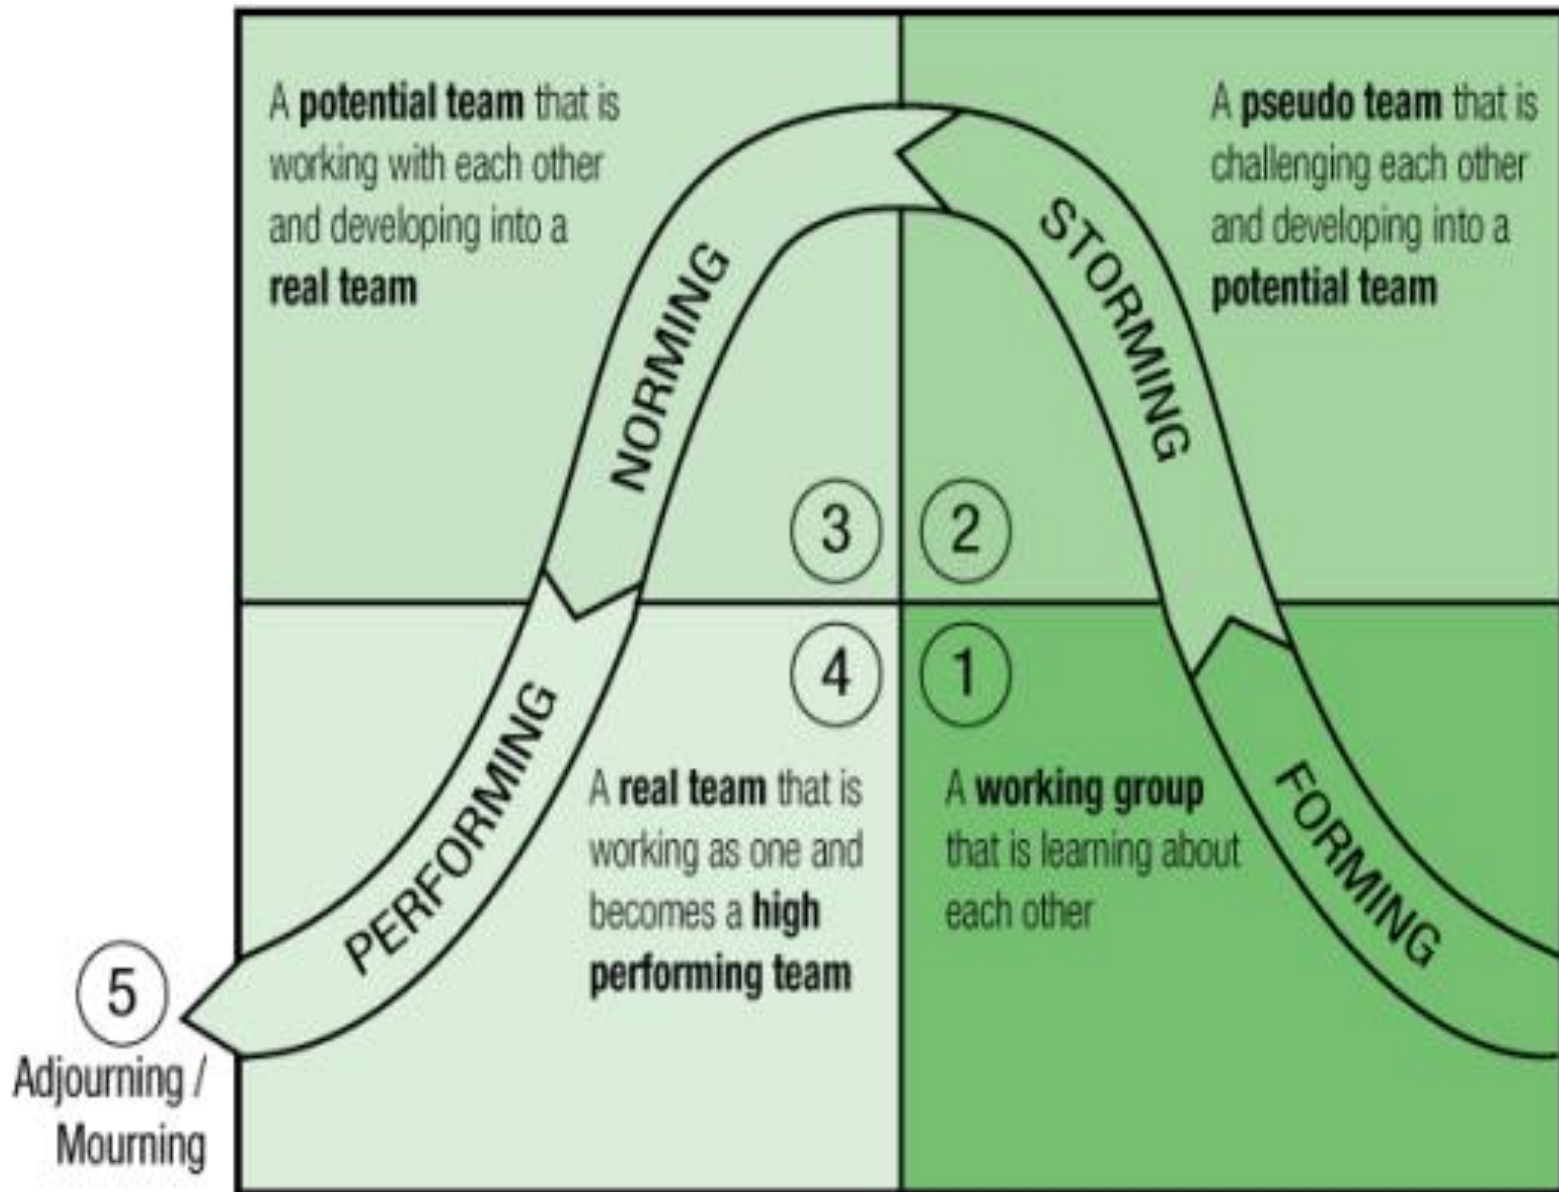 A potential team that is
working with each other
and developing into a
real team
NORMING
3
A pseudo team that is
challenging each other
and developing into a
potential team
STORMING
2
4
PERFORMING
A real team that is
working as one and
becomes a high
performing team
1
A working group
that is learning about
each other
FORMING
5
Adjourning /
Mourning